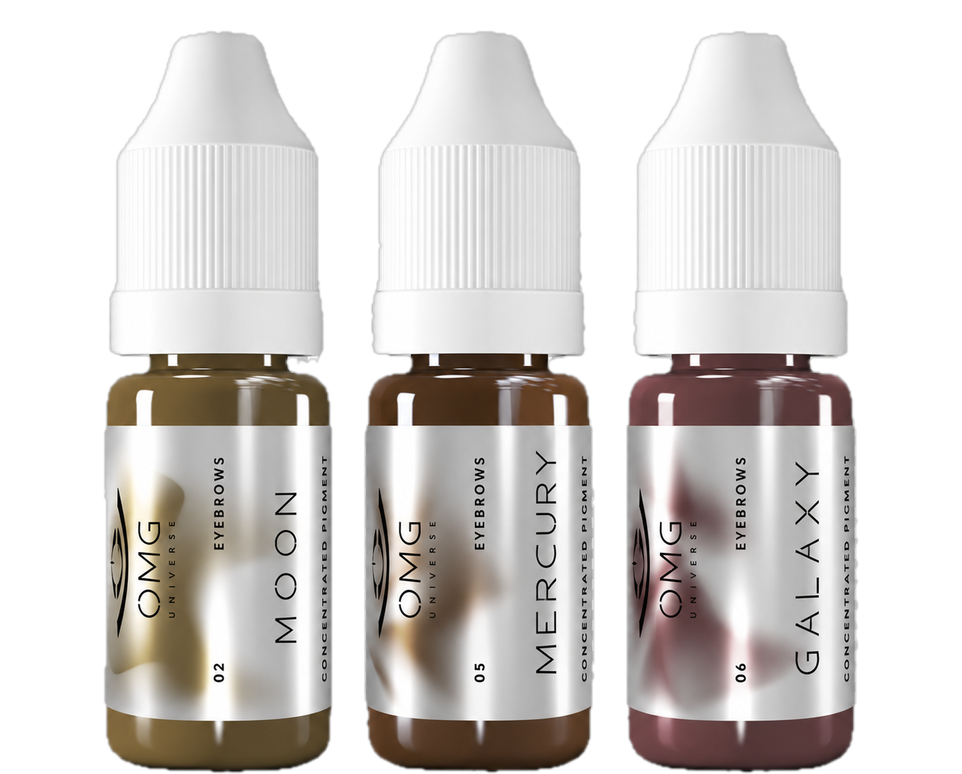 OMG
UNIVERSE
EYEBROWS
02
MOON
CONCENTRATED PIGMENT
OMG
UNIVERSE
EYEBROWS
05
MERCURY
CONCENTRATED PIGMENT
OMG
UNIVERSE
EYEBROWS
06
GALAXY
CONCENTRATED PIGMENT